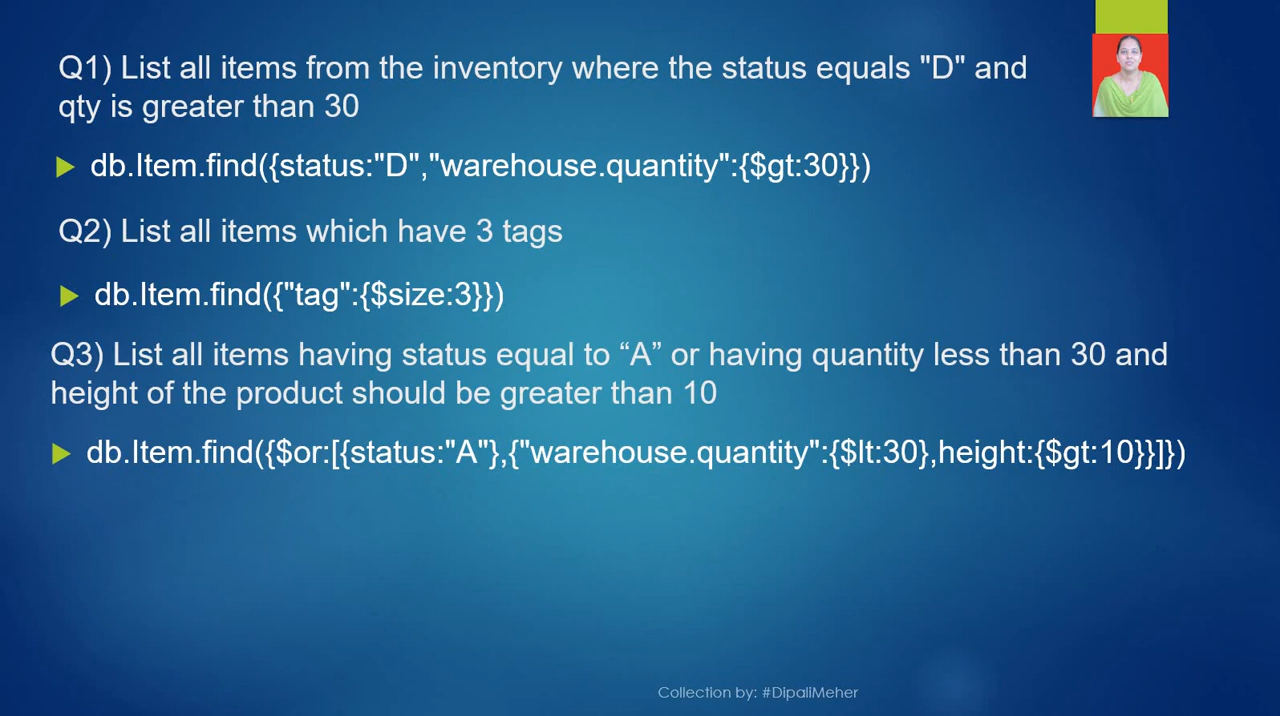 Q1) List all items from the inventory where the status equals "D" and
qty is greater than 30
db.Item.find({status:"D","warehouse.quantity":{$gt:30}})
Q2) List all items which have 3 tags
db.Item.find({"tag":{$size:3}})
Q3) List all items having status equal to “A” or having quantity less than 30 and
height of the product should be greater than 10
db.Item.find({$or:[{status:"A"},{"warehouse.quantity":{$lt:30},height:{$gt:10}}]})
Collection by: #DipaliMeher